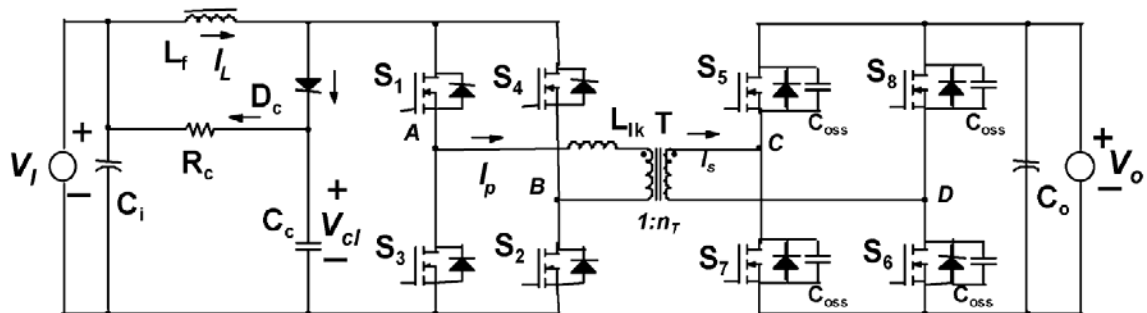 L_f
I_L
D_c
R_c
V_I
+
−
C_i
C_c
+
V_cl
−
S_1
S_4
A
I_p
B
S_3
S_2
L_lk
T
I_s
1:n_T
S_5
C_oss
S_8
C_oss
C
D
S_7
C_oss
S_6
C_oss
C_o
+
V_o
−